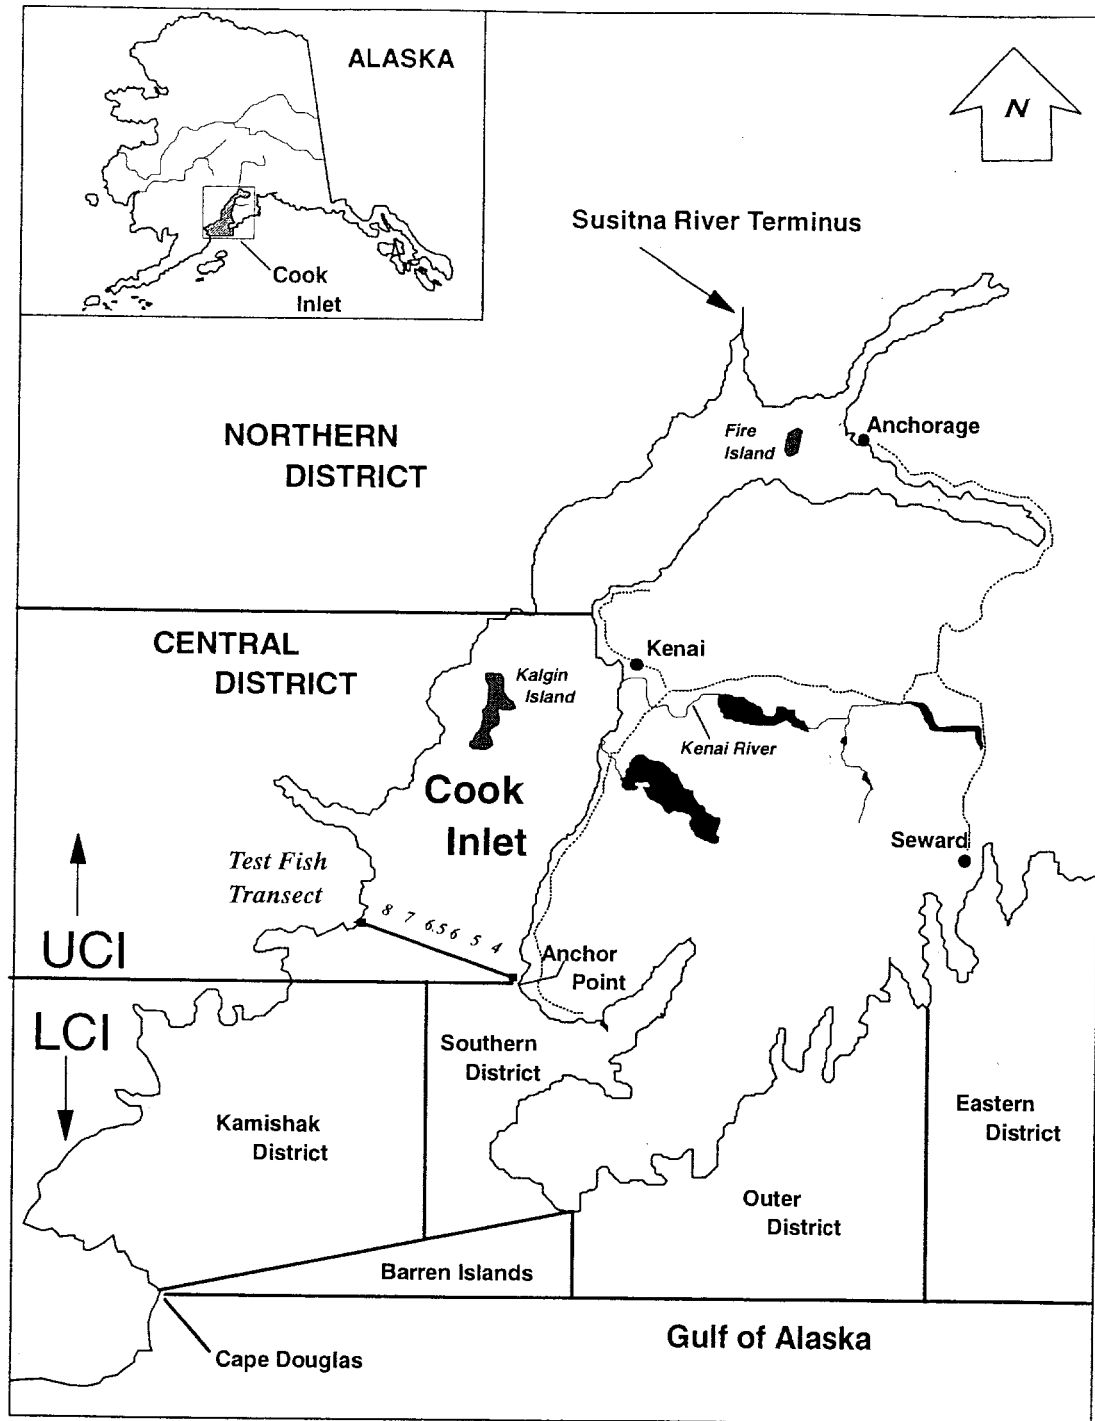 ALASKA
N
Cook
Inlet
Susitna River Terminus
NORTHERN
DISTRICT
Fire
Island
Anchorage
CENTRAL
DISTRICT
Kenai
Kalgin
Island
Kenai River
Cook
Inlet
Seward
Test Fish
Transect
8 7 6.5 6 5 4
UCI
Anchor
Point
LCI
Southern
District
Kamishak
District
Eastern
District
Outer
District
Barren Islands
Gulf of Alaska
Cape Douglas